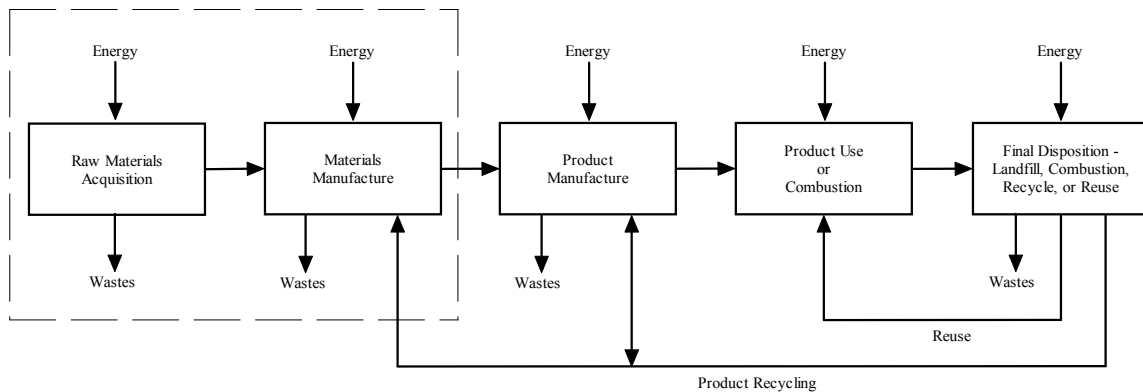 Energy
Energy
Energy
Energy
Energy
Raw Materials
Acquisition
Materials
Manufacture
Product
Manufacture
Product Use
or
Combustion
Final Disposition -
Landfill, Combustion,
Recycle, or Reuse
Wastes
Wastes
Wastes
Wastes
Reuse
Product Recycling